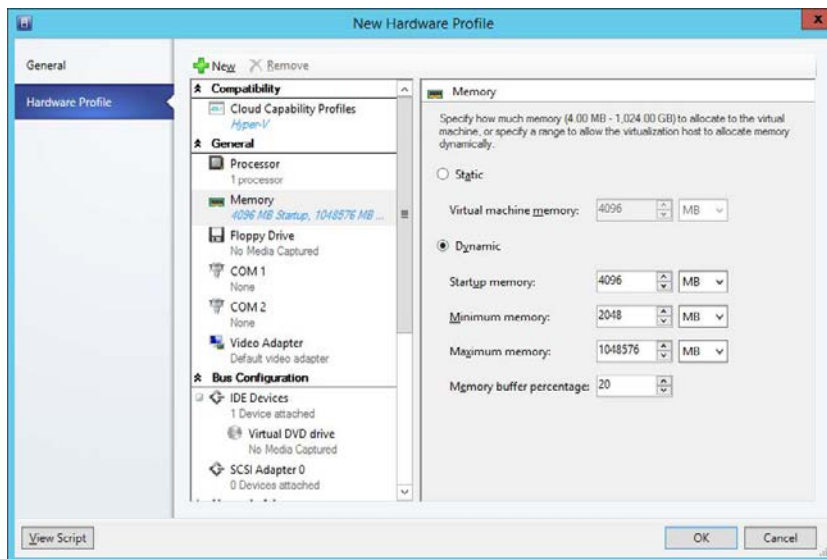 New Hardware Profile
x
General
Hardware Profile
New Remove
Compatibility
Cloud Capability Profiles
Hyper-V
General
Processor
1 processor
Memory
4096 MB Startup, 1048576 MB ...
Floppy Drive
No Media Captured
COM 1
None
COM 2
None
Video Adapter
Default video adapter
Bus Configuration
IDE Devices
1 Device attached
Virtual DVD drive
No Media Captured
SCSI Adapter 0
0 Devices attached
Memory
Specify how much memory (4.00 MB - 1,024.00 GB) to allocate to the virtual
machine, or specify a range to allow the virtualization host to allocate memory
dynamically.
Static
Virtual machine memory: 4096 MB
Dynamic
Startup memory: 4096 MB
Minimum memory: 2048 MB
Maximum memory: 1048576 MB
Memory buffer percentage: 20
View Script
OK Cancel